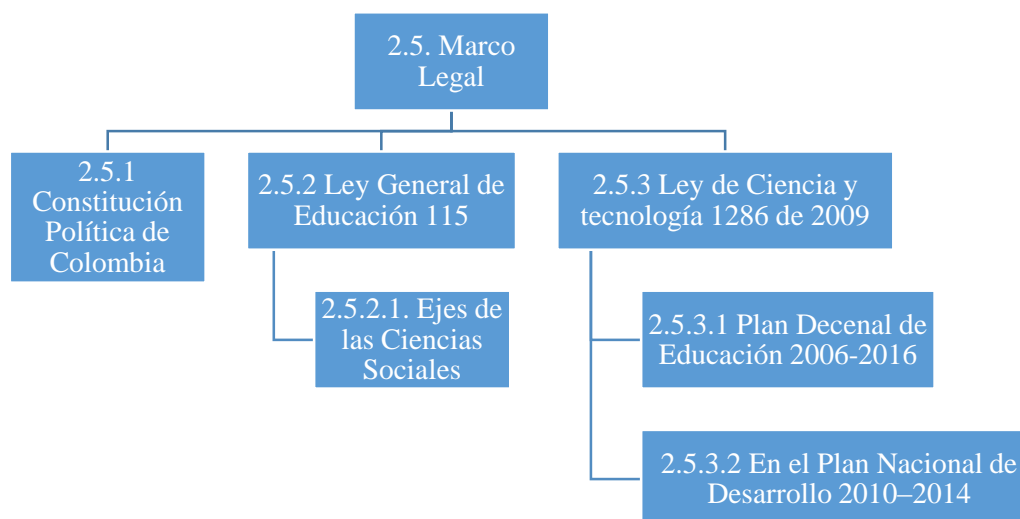 2.5. Marco
Legal
2.5.1
Constitución
Política de
Colombia
2.5.2 Ley General de
Educación 115
2.5.3 Ley de Ciencia y
tecnología 1286 de 2009
2.5.2.1. Ejes de
las Ciencias
Sociales
2.5.3.1 Plan Decenal de
Educación 2006-2016
2.5.3.2 En el Plan Nacional de
Desarrollo 2010–2014